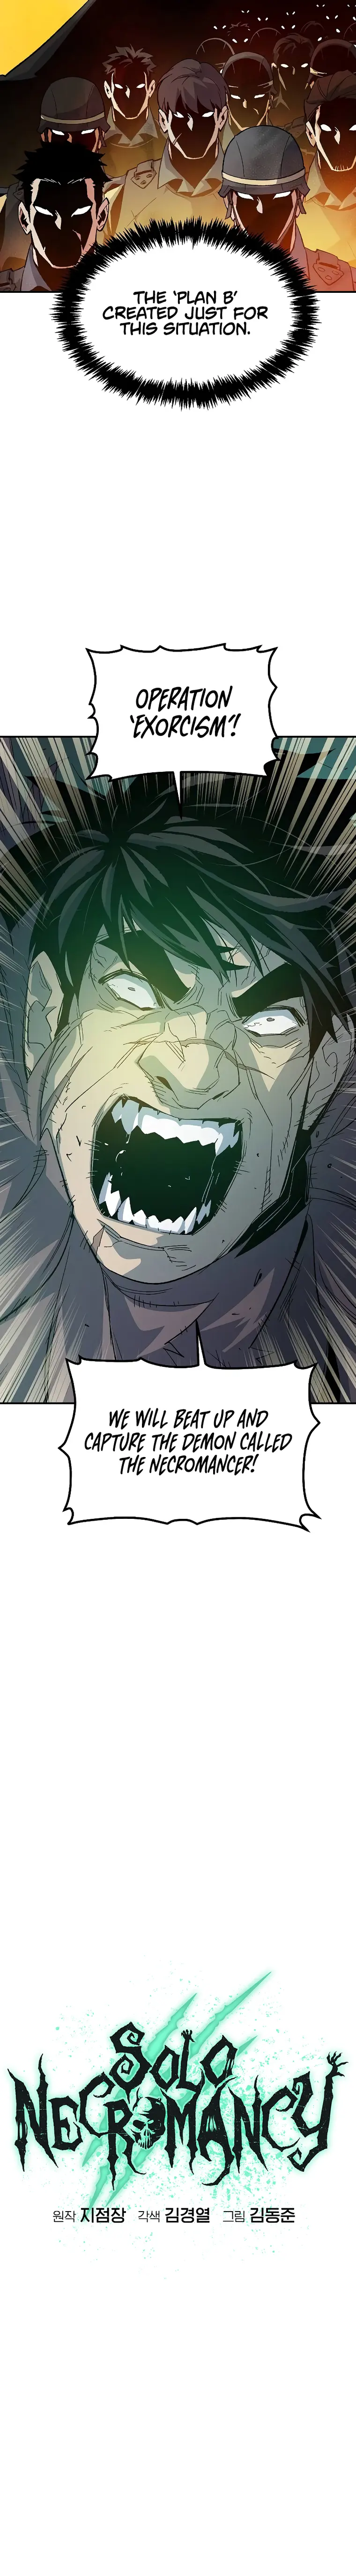 THE 'PLAN B'
CREATED JUST FOR
THIS SITUATION.
OPERATION
'EXORCISM'!
WE WILL BEAT UP AND
CAPTURE THE DEMON CALLED
THE NECROMANCER!
SOLO
NECROMANCY
원작 지점장 각색 김경열 그림 김동준